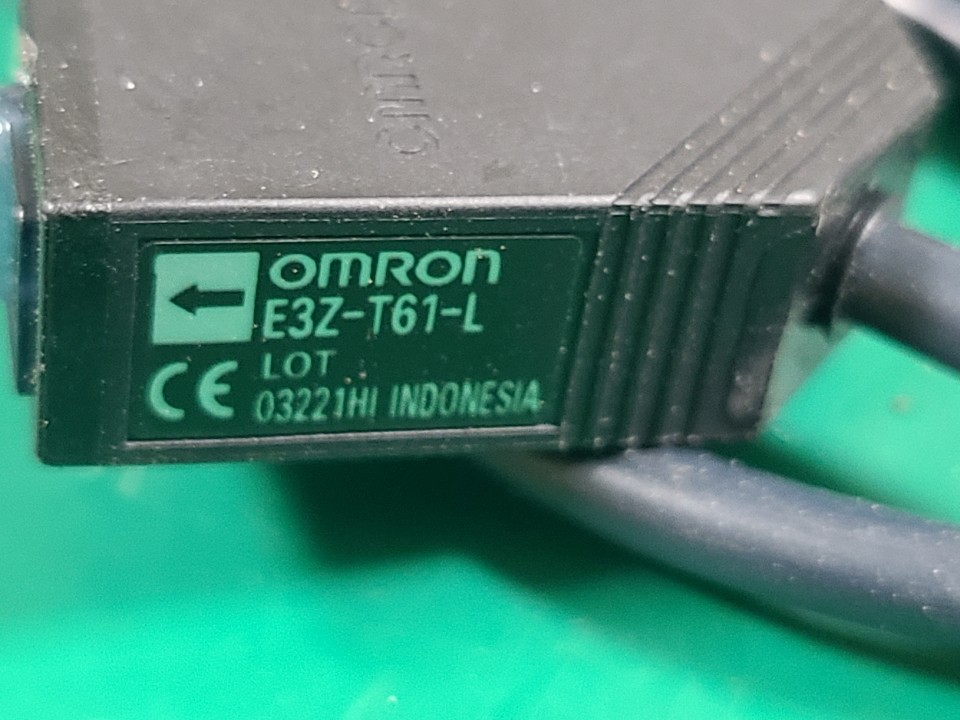 OMRON
E3Z-T61-L
LOT
CE
03221HI INDONESIA